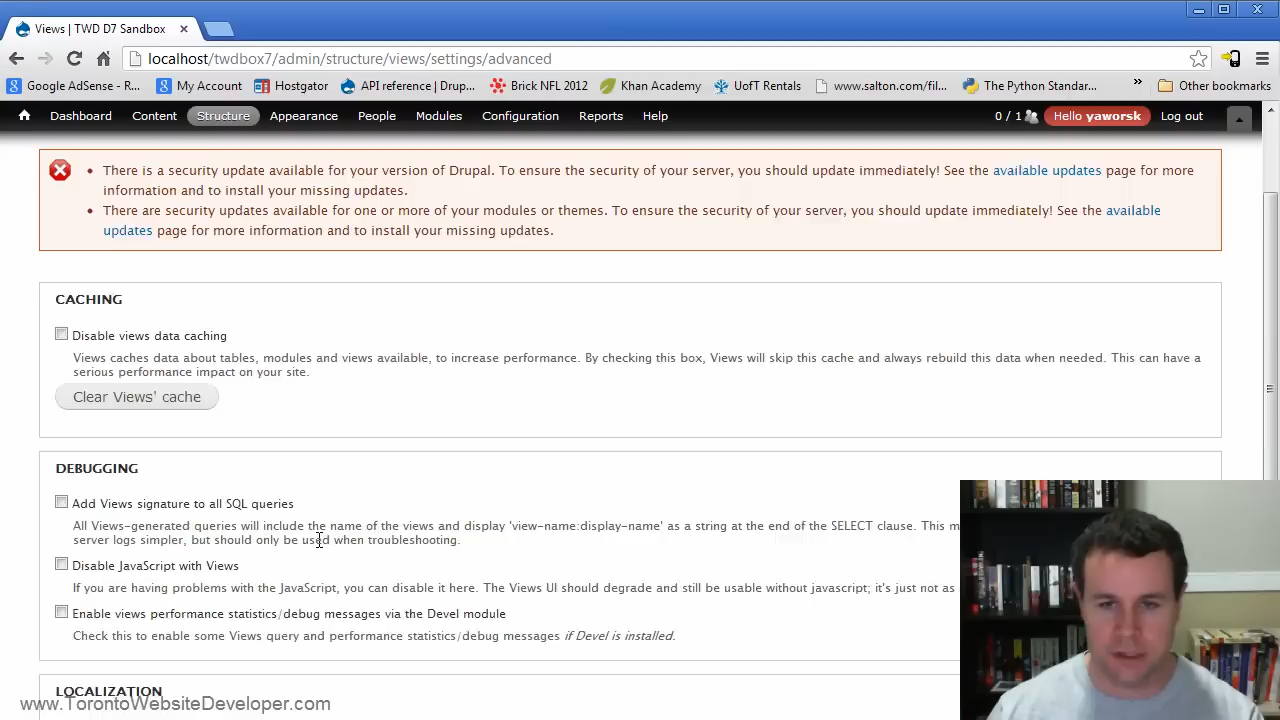 Views | TWD D7 Sandbox
localhost/twdbox7/admin/structure/views/settings/advanced
Google AdSense - R... My Account Hostgator API reference | Drup... Brick NFL 2012 Khan Academy UofT Rentals www.salton.com/fil... The Python Standar... » Other bookmarks
Dashboard Content Structure Appearance People Modules Configuration Reports Help 0 / 1 Hello yaworsk Log out
• There is a security update available for your version of Drupal. To ensure the security of your server, you should update immediately! See the available updates page for more
information and to install your missing updates.
• There are security updates available for one or more of your modules or themes. To ensure the security of your server, you should update immediately! See the available
updates page for more information and to install your missing updates.
CACHING
Disable views data caching
Views caches data about tables, modules and views available, to increase performance. By checking this box, Views will skip this cache and always rebuild this data when needed. This can have a
serious performance impact on your site.
Clear Views' cache
DEBUGGING
Add Views signature to all SQL queries
All Views-generated queries will include the name of the views and display 'view-name:display-name' as a string at the end of the SELECT clause. This m
server logs simpler, but should only be used when troubleshooting.
Disable JavaScript with Views
If you are having problems with the JavaScript, you can disable it here. The Views UI should degrade and still be usable without javascript; it's just not as
Enable views performance statistics/debug messages via the Devel module
Check this to enable some Views query and performance statistics/debug messages if Devel is installed.
LOCALIZATION
www.TorontoWebsiteDeveloper.com